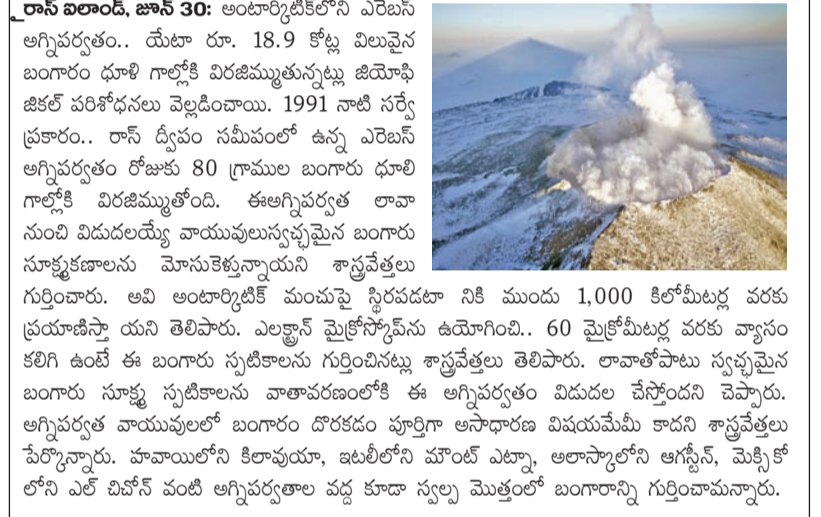 రాస్ ఐలాండ్, జూన్ 30: అంటార్కిటిక్‌లోని ఎరెబస్
అగ్నిపర్వతం.. యేటా రూ. 18.9 కోట్ల విలువైన
బంగారం ధూళి గాల్లోకి విరజిమ్ముతున్నట్లు జియోఫి
జికల్ పరిశోధనలు వెల్లడించాయి. 1991 నాటి సర్వే
ప్రకారం.. రాస్ ద్వీపం సమీపంలో ఉన్న ఎరెబస్
అగ్నిపర్వతం రోజుకు 80 గ్రాముల బంగారు ధూలి
గాల్లోకి విరజిమ్ముతోంది. ఈఅగ్నిపర్వత లావా
నుంచి విడుదలయ్యే వాయువులుస్వచ్ఛమైన బంగారు
సూక్ష్మకణాలను మోసుకెళ్తున్నాయని శాస్త్రవేత్తలు
గుర్తించారు. అవి అంటార్కిటిక్ మంచుపై స్థిరపడటా నికి ముందు 1,000 కిలోమీటర్ల వరకు
ప్రయాణిస్తా యని తెలిపారు. ఎలక్ట్రాన్ మైక్రోస్కోప్‌ను ఉయోగించి.. 60 మైక్రోమీటర్ల వరకు వ్యాసం
కలిగి ఉంటే ఈ బంగారు స్పటికాలను గుర్తించినట్లు శాస్త్రవేత్తలు తెలిపారు. లావాతోపాటు స్వచ్ఛమైన
బంగారు సూక్ష్మ స్పటికాలను వాతావరణంలోకి ఈ అగ్నిపర్వతం విడుదల చేస్తోందని చెప్పారు.
అగ్నిపర్వత వాయువులలో బంగారం దొరకడం పూర్తిగా అసాధారణ విషయమేమీ కాదని శాస్త్రవేత్తలు
పేర్కొన్నారు. హవాయిలోని కిలావుయా, ఇటలీలోని మౌంట్ ఎట్నా, అలాస్కాలోని ఆగస్టీన్, మెక్సికో
లోని ఎల్ చిచోన్ వంటి అగ్నిపర్వతాల వద్ద కూడా స్వల్ప మొత్తంలో బంగారాన్ని గుర్తించామన్నారు.